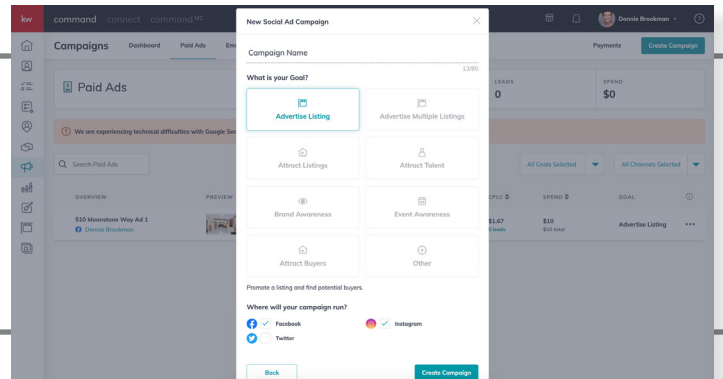 kw command connect command MC Donnie Brookman
Campaigns Dashboard Paid Ads Payments Create Campaign
New Social Ad Campaign
Campaign Name
13/80
What is your Goal?
Advertise Listing Advertise Multiple Listings
Attract Listings Attract Talent
Brand Awareness Event Awareness
Attract Buyers Other
Promote a listing and find potential buyers.
Where will your campaign run?
Facebook Instagram
Twitter
Back Create Campaign
Paid Ads
LEADS SPEND
0 $0
We are experiencing technical difficulties with Google
Search Paid Ads All Goals Selected All Channels Selected
OVERVIEW PREVIEW CPLC SPEND GOAL
510 Moonstone Way Ad 1 $1.67 $10 Advertise Listing
Donnie Brookman $10 total